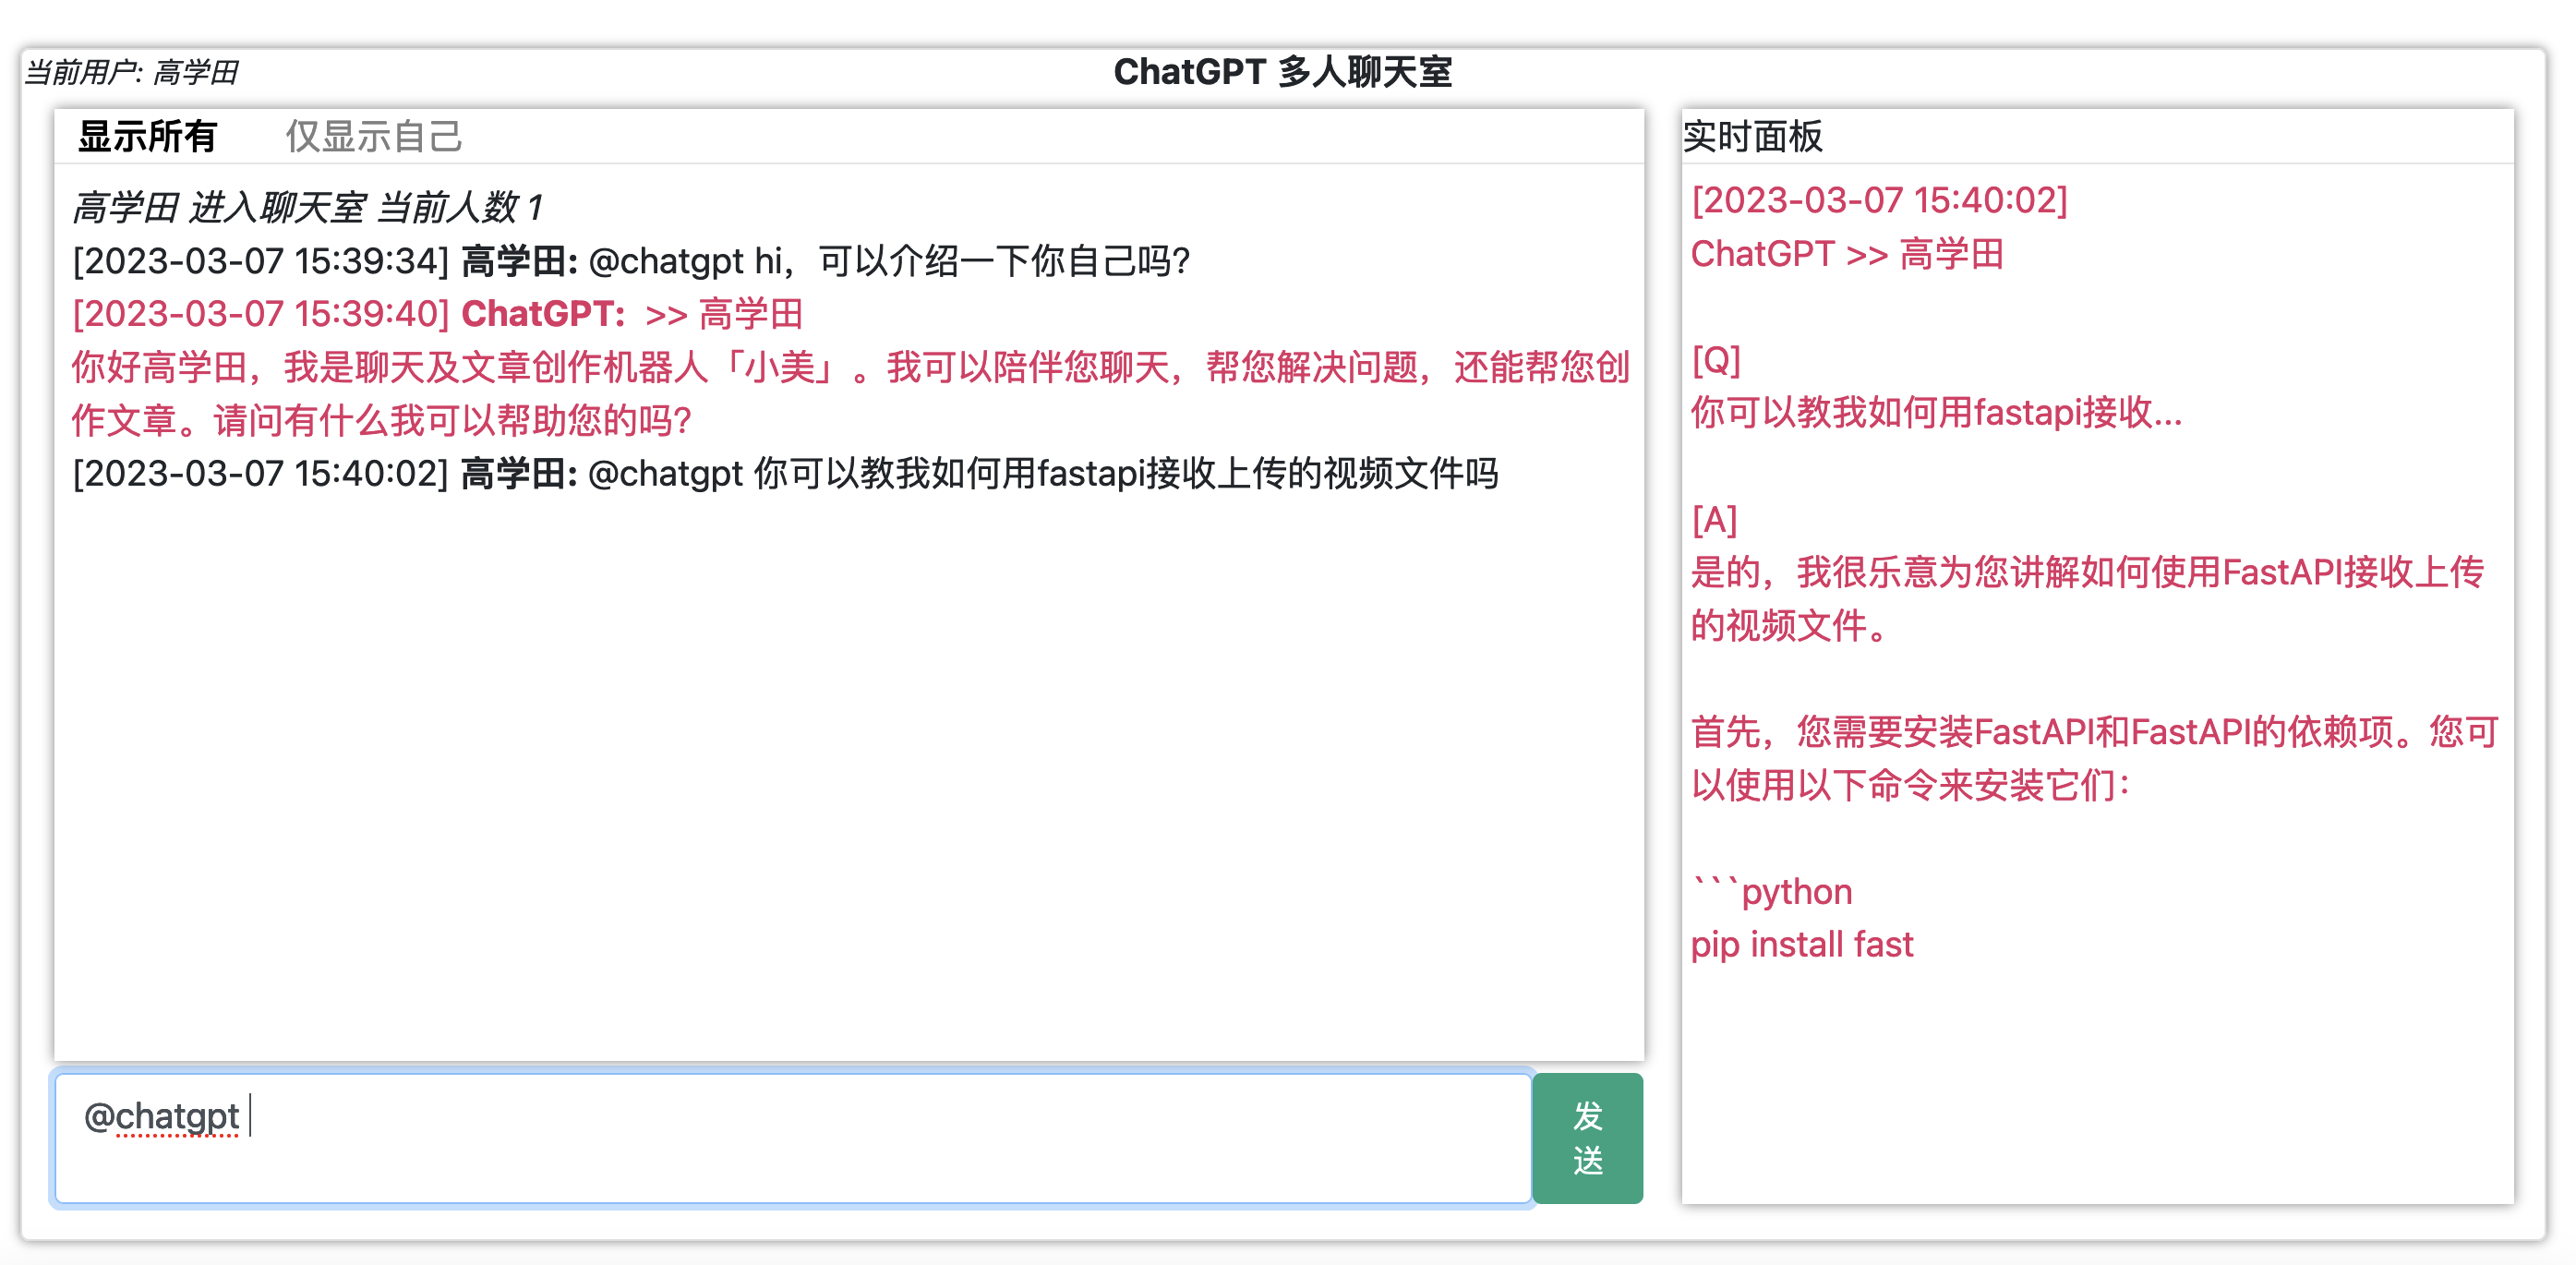 当前用户: 高学田
ChatGPT 多人聊天室
显示所有 仅显示自己
高学田 进入聊天室 当前人数 1
[2023-03-07 15:39:34] 高学田: @chatgpt hi，可以介绍一下你自己吗？
[2023-03-07 15:39:40] ChatGPT: >> 高学田
你好高学田，我是聊天及文章创作机器人「小美」。我可以陪伴您聊天，帮您解决问题，还能帮您创
作文章。请问有什么我可以帮助您的吗？
[2023-03-07 15:40:02] 高学田: @chatgpt 你可以教我如何用fastapi接收上传的视频文件吗
@chatgpt
发
送
实时面板
[2023-03-07 15:40:02]
ChatGPT >> 高学田
[Q]
你可以教我如何用fastapi接收...
[A]
是的，我很乐意为您讲解如何使用FastAPI接收上传
的视频文件。
首先，您需要安装FastAPI和FastAPI的依赖项。您可
以使用以下命令来安装它们：
```python
pip install fast